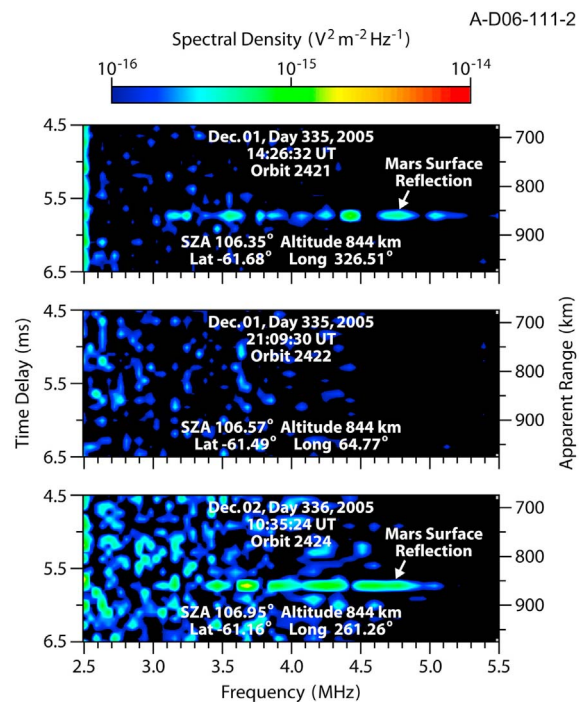 A-D06-111-2
Spectral Density (V² m⁻² Hz⁻¹)
10⁻¹⁶ 10⁻¹⁵ 10⁻¹⁴
4.5
5.5
6.5
Dec. 01, Day 335, 2005
14:26:32 UT
Orbit 2421
Mars Surface
Reflection
SZA 106.35° Altitude 844 km
Lat -61.68° Long 326.51°
700
800
900
4.5
5.5
6.5
Dec. 01, Day 335, 2005
21:09:30 UT
Orbit 2422
SZA 106.57° Altitude 844 km
Lat -61.49° Long 64.77°
700
800
900
Time Delay (ms)
Apparent Range (km)
4.5
5.5
6.5
Dec. 02, Day 336, 2005
10:35:24 UT
Orbit 2424
Mars Surface
Reflection
SZA 106.95° Altitude 844 km
Lat -61.16° Long 261.26°
700
800
900
2.5 3.0 3.5 4.0 4.5 5.0 5.5
Frequency (MHz)